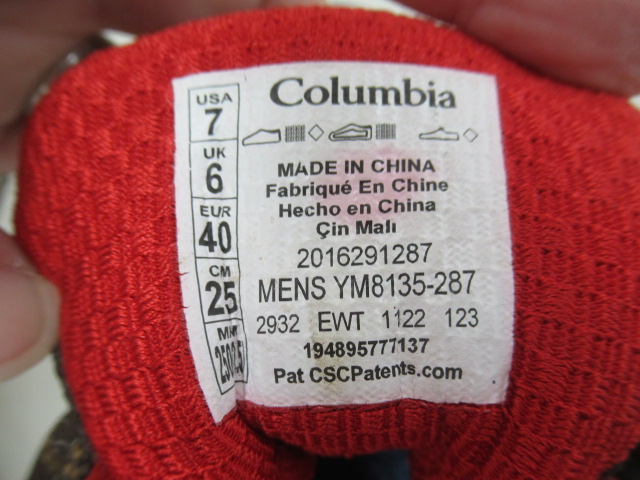 USA
7
UK
6
EUR
40
CM
25
Columbia
MADE IN CHINA
Fabriqué En Chine
Hecho en China
Çin Malı
2016291287
MENS YM8135-287
2932 EWT 1122 123
194895777137
Pat CSCPatents.com